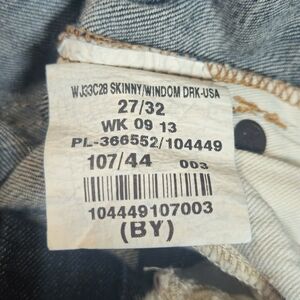 WJ33C28 SKINNY/WINDOM DRK-USA
27/32
WK 09 13
PL-366552/104449
107/44 003
104449107003
(BY)